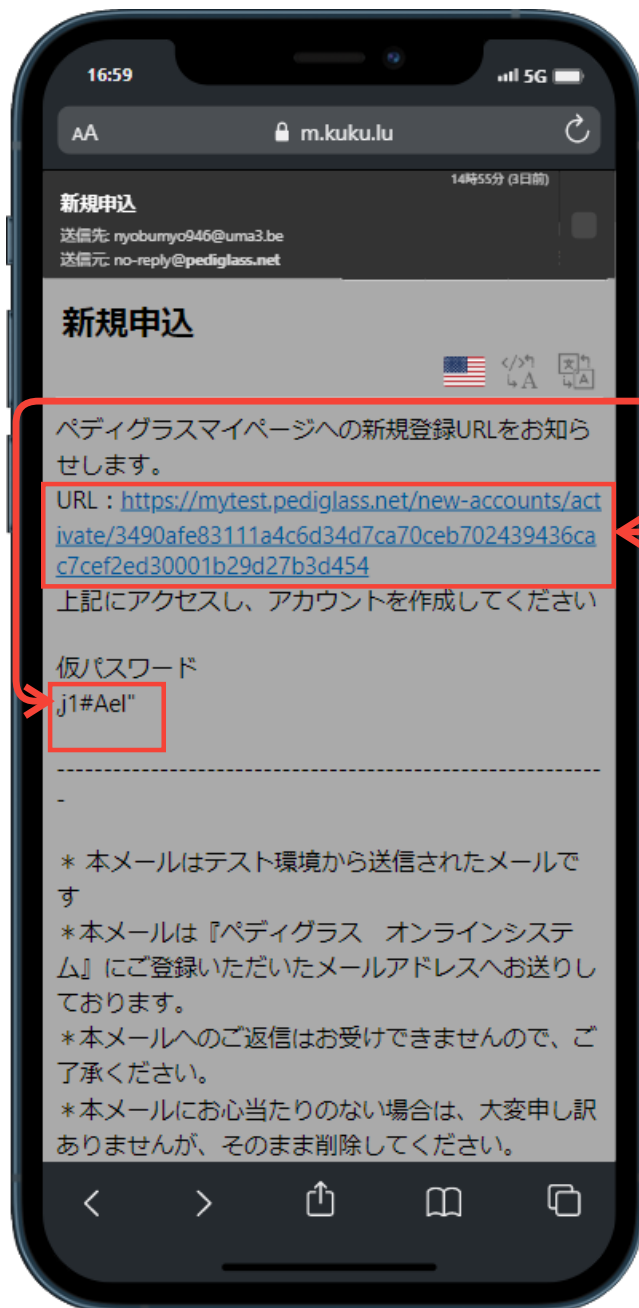 16:59
5G
AA
m.kuku.lu
14時55分 (3日前)
新規申込
送信先: nyobumyo946@uma3.be
送信元: no-reply@pediglass.net
新規申込
ペディグラスマイページへの新規登録URLをお知ら
せします。
URL：https://mytest.pediglass.net/new-accounts/act
ivate/3490afe83111a4c6d34d7ca70ceb702439436ca
c7cef2ed30001b29d27b3d454
上記にアクセスし、アカウントを作成してください
仮パスワード
,j1#Ael"
----------------------------------------------------------
-
＊ 本メールはテスト環境から送信されたメールで
す
＊本メールは『ペディグラス　オンラインシステ
ム』にご登録いただいたメールアドレスへお送りし
ております。
＊本メールへのご返信はお受けできませんので、ご
了承ください。
＊本メールにお心当たりのない場合は、大変申し訳
ありませんが、そのまま削除してください。